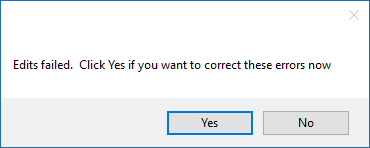 Edits failed.  Click Yes if you want to correct these errors now
Yes
No